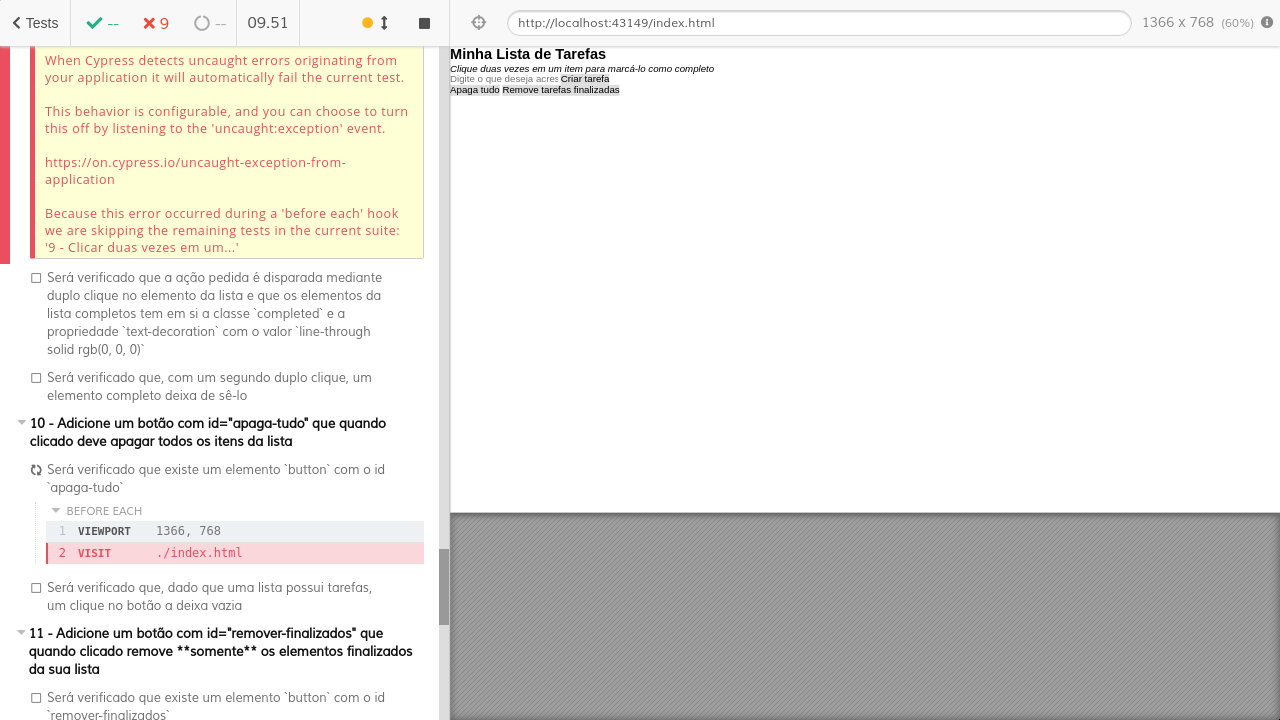 Tests
--
9
--
09.51
http://localhost:43149/index.html
1366 x 768 (60%)
When Cypress detects uncaught errors originating from
your application it will automatically fail the current test.
This behavior is configurable, and you can choose to turn
this off by listening to the 'uncaught:exception' event.
https://on.cypress.io/uncaught-exception-from-
application
Because this error occurred during a 'before each' hook
we are skipping the remaining tests in the current suite:
'9 - Clicar duas vezes em um...'
Será verificado que a ação pedida é disparada mediante
duplo clique no elemento da lista e que os elementos da
lista completos tem em si a classe `completed` e a
propriedade `text-decoration` com o valor `line-through
solid rgb(0, 0, 0)`
Será verificado que, com um segundo duplo clique, um
elemento completo deixa de sê-lo
10 - Adicione um botão com id="apaga-tudo" que quando
clicado deve apagar todos os itens da lista
Será verificado que existe um elemento `button` com o id
`apaga-tudo`
BEFORE EACH
1 VIEWPORT 1366, 768
2 VISIT ./index.html
Será verificado que, dado que uma lista possui tarefas,
um clique no botão a deixa vazia
11 - Adicione um botão com id="remover-finalizados" que
quando clicado remove **somente** os elementos finalizados
da sua lista
Será verificado que existe um elemento `button` com o id
`remover-finalizados`
Minha Lista de Tarefas
Clique duas vezes em um item para marcá-lo como completo
Digite o que deseja acres Criar tarefa
Apaga tudo Remove tarefas finalizadas